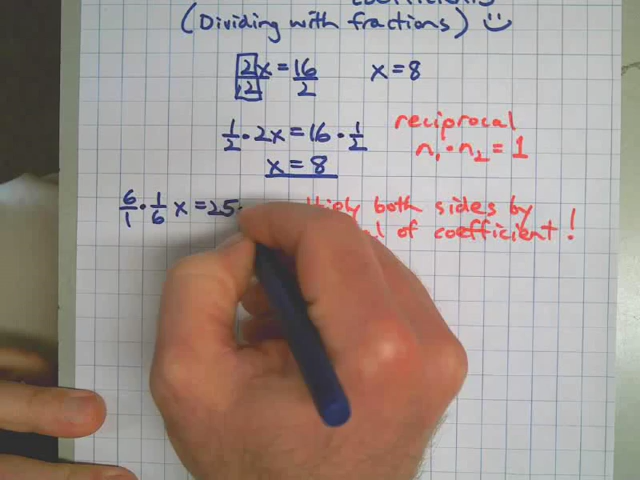 (Dividing with fractions) ☺
2/2 x = 16/2 x = 8
1/2 · 2x = 16 · 1/2
x = 8
reciprocal
n₁ · n₂ = 1
6/1 · 1/6 x = 25 ·
both sides by
of coefficient!